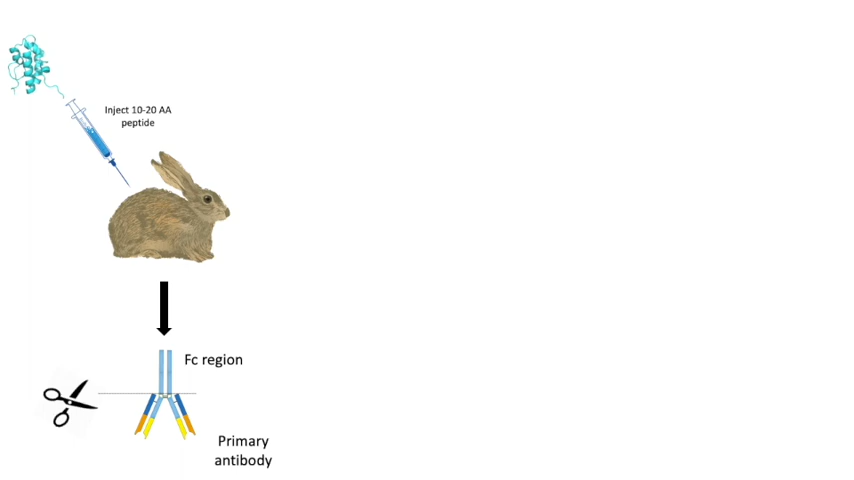 Inject 10-20 AA
peptide
Fc region
Primary
antibody